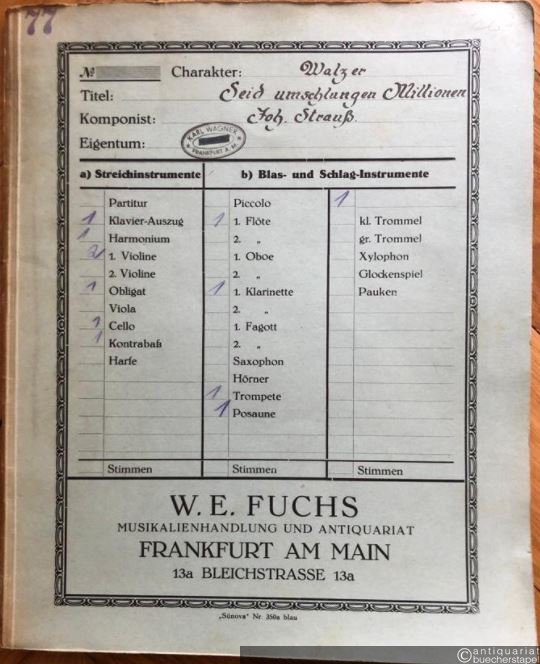 77
№ Charakter: Walzer
Titel: Seid umschlungen Millionen
Komponist: Joh. Strauß.
Eigentum: KARL WAGNER FRANKFURT A. M.
a) Streichinstrumente
b) Blas- und Schlag-Instrumente
Partitur
1 Klavier-Auszug
1 Harmonium
2 1. Violine
2. Violine
1 Obligat
Viola
1 Cello
1 Kontrabaß
Harfe
Stimmen
Piccolo
1 1. Flöte
2. „
1. Oboe
2. „
1 1. Klarinette
2. „
1. Fagott
2. „
Saxophon
Hörner
1 Trompete
1 Posaune
Stimmen
1
kl. Trommel
gr. Trommel
Xylophon
Glockenspiel
Pauken
Stimmen
W. E. FUCHS
MUSIKALIENHANDLUNG UND ANTIQUARIAT
FRANKFURT AM MAIN
13a BLEICHSTRASSE 13a
„Sünova" Nr. 350a blau
antiquariat
buecherstapel